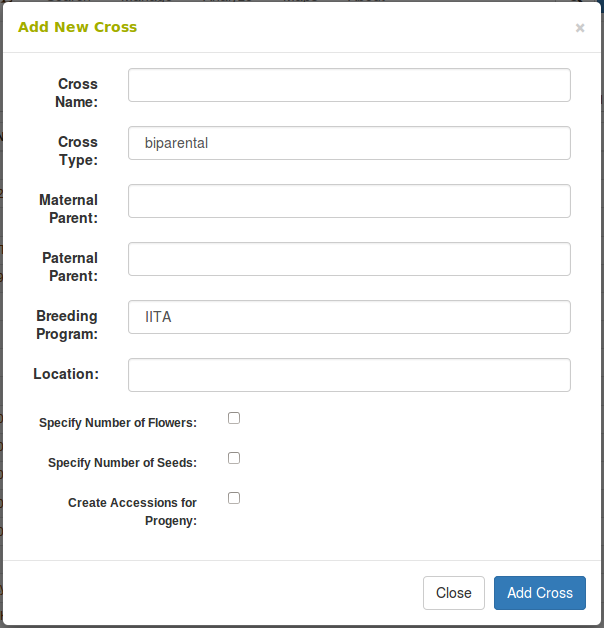 Add New Cross ×
Cross
Name:
Cross
Type:
biparental
Maternal
Parent:
Paternal
Parent:
Breeding
Program:
IITA
Location:
Specify Number of Flowers:
Specify Number of Seeds:
Create Accessions for
Progeny:
Close
Add Cross